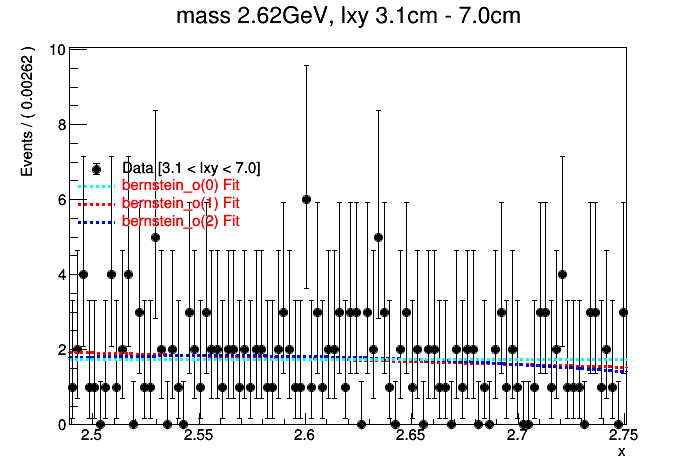 mass 2.62GeV, lxy 3.1cm - 7.0cm
Events / ( 0.00262 )
10
8
6
4
2
0
Data [3.1 < lxy < 7.0]
bernstein_o(0) Fit
bernstein_o(1) Fit
bernstein_o(2) Fit
2.5 2.55 2.6 2.65 2.7 2.75
x